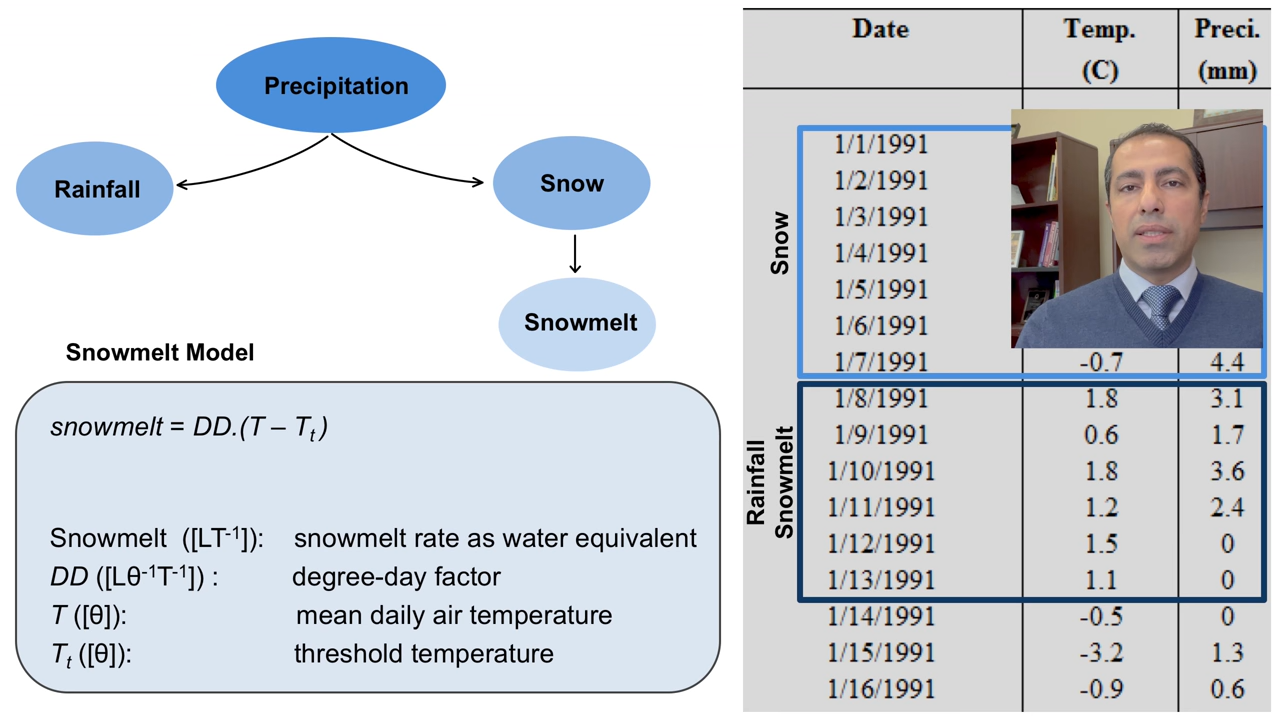 Precipitation
Rainfall
Snow
Snowmelt
Snowmelt Model
snowmelt = DD.(T – Tₜ)
Snowmelt ([LT⁻¹]): snowmelt rate as water equivalent
DD ([Lθ⁻¹T⁻¹]) : degree-day factor
T ([θ]): mean daily air temperature
Tₜ ([θ]): threshold temperature
Date Temp. Preci.
(C) (mm)
Snow
1/1/1991
1/2/1991
1/3/1991
1/4/1991
1/5/1991
1/6/1991
1/7/1991 -0.7 4.4
Rainfall
Snowmelt
1/8/1991 1.8 3.1
1/9/1991 0.6 1.7
1/10/1991 1.8 3.6
1/11/1991 1.2 2.4
1/12/1991 1.5 0
1/13/1991 1.1 0
1/14/1991 -0.5 0
1/15/1991 -3.2 1.3
1/16/1991 -0.9 0.6